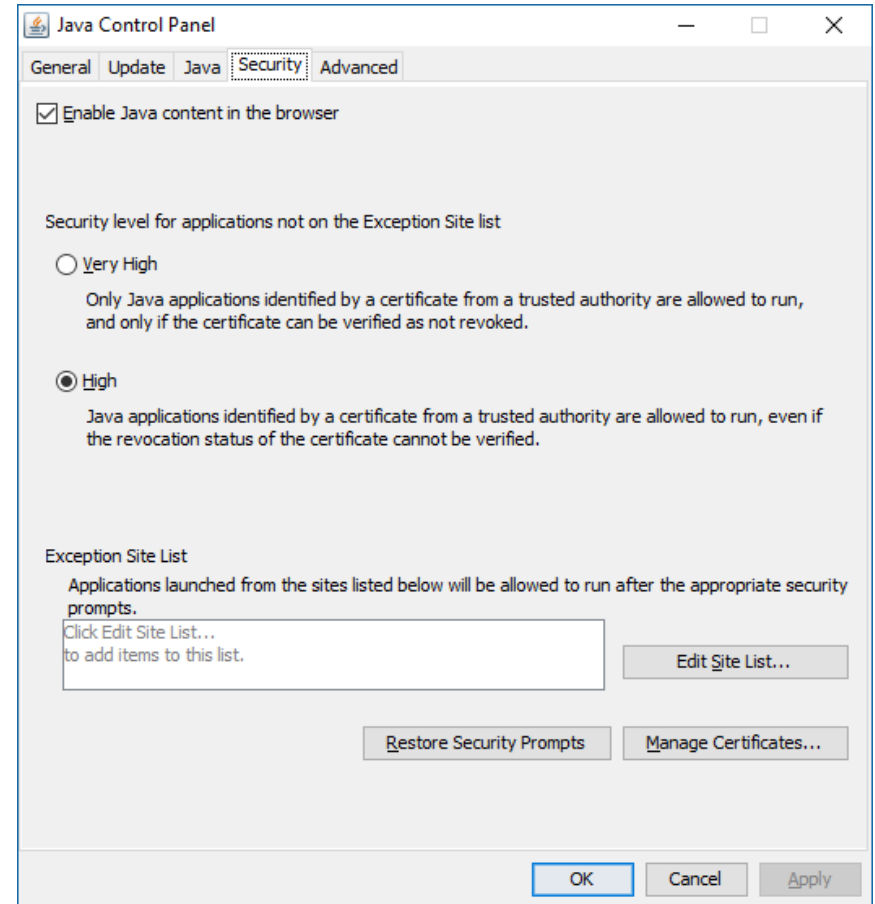 Java Control Panel
General Update Java Security Advanced
Enable Java content in the browser
Security level for applications not on the Exception Site list
Very High
Only Java applications identified by a certificate from a trusted authority are allowed to run,
and only if the certificate can be verified as not revoked.
High
Java applications identified by a certificate from a trusted authority are allowed to run, even if
the revocation status of the certificate cannot be verified.
Exception Site List
Applications launched from the sites listed below will be allowed to run after the appropriate security
prompts.
Click Edit Site List...
to add items to this list.
Edit Site List...
Restore Security Prompts Manage Certificates...
OK Cancel Apply